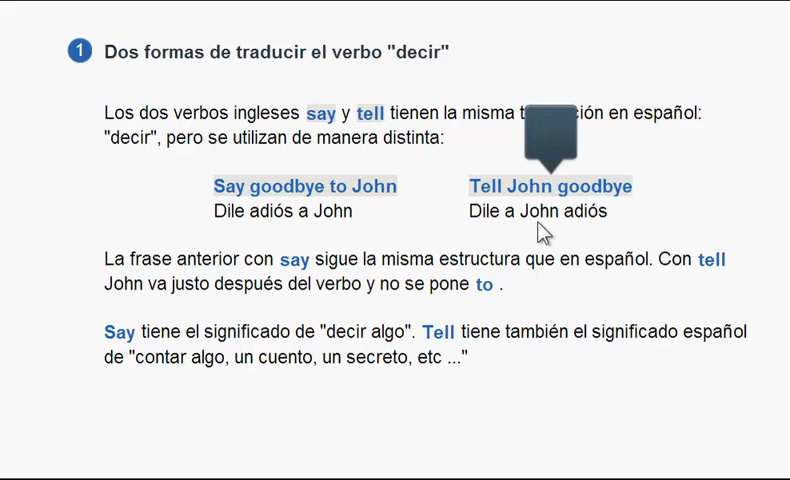 1 Dos formas de traducir el verbo "decir"
Los dos verbos ingleses say y tell tienen la misma en español:
"decir", pero se utilizan de manera distinta:
Say goodbye to John
Tell John goodbye
Dile adiós a John
Dile a John adiós
La frase anterior con say sigue la misma estructura que en español. Con tell
John va justo después del verbo y no se pone to .
Say tiene el significado de "decir algo". Tell tiene también el significado español
de "contar algo, un cuento, un secreto, etc ..."